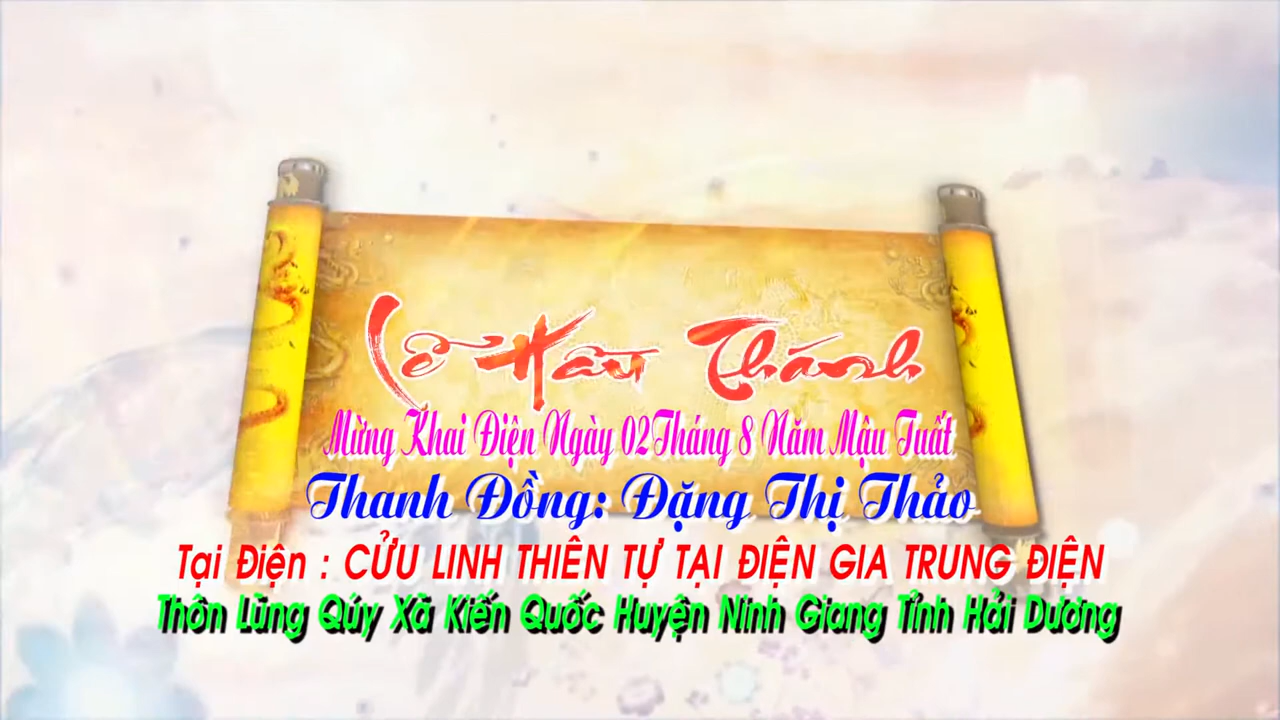 Lễ Hầu Thánh
Mừng Khai Điện Ngày 02 Tháng 8 Năm Mậu Tuất
Thanh Đồng: Đặng Thị Thảo
Tại Điện : CỬU LINH THIÊN TỰ TẠI ĐIỆN GIA TRUNG ĐIỆN
Thôn Lũng Qúy Xã Kiến Quốc Huyện Ninh Giang Tỉnh Hải Dương